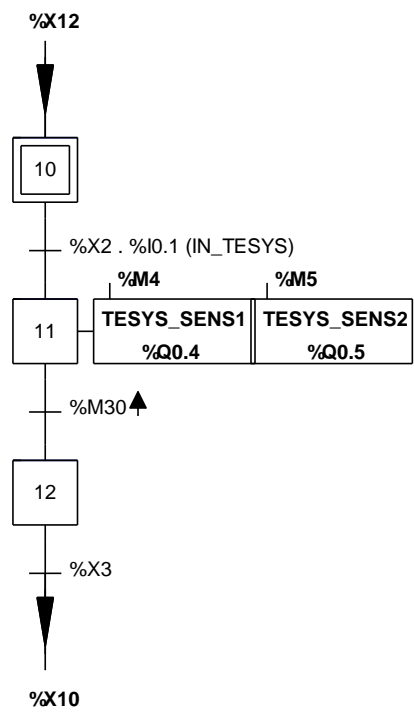 %X12
10
%X2 . %I0.1 (IN_TESYS)
%M4 %M5
11 TESYS_SENS1 TESYS_SENS2
%Q0.4 %Q0.5
%M30
12
%X3
%X10